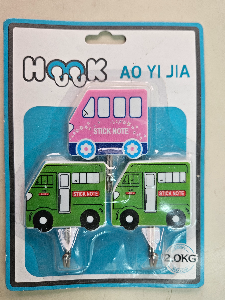 HOOK AO YI JIA
STICK NOTE
STICK NOTE STICK NOTE
2.0KG